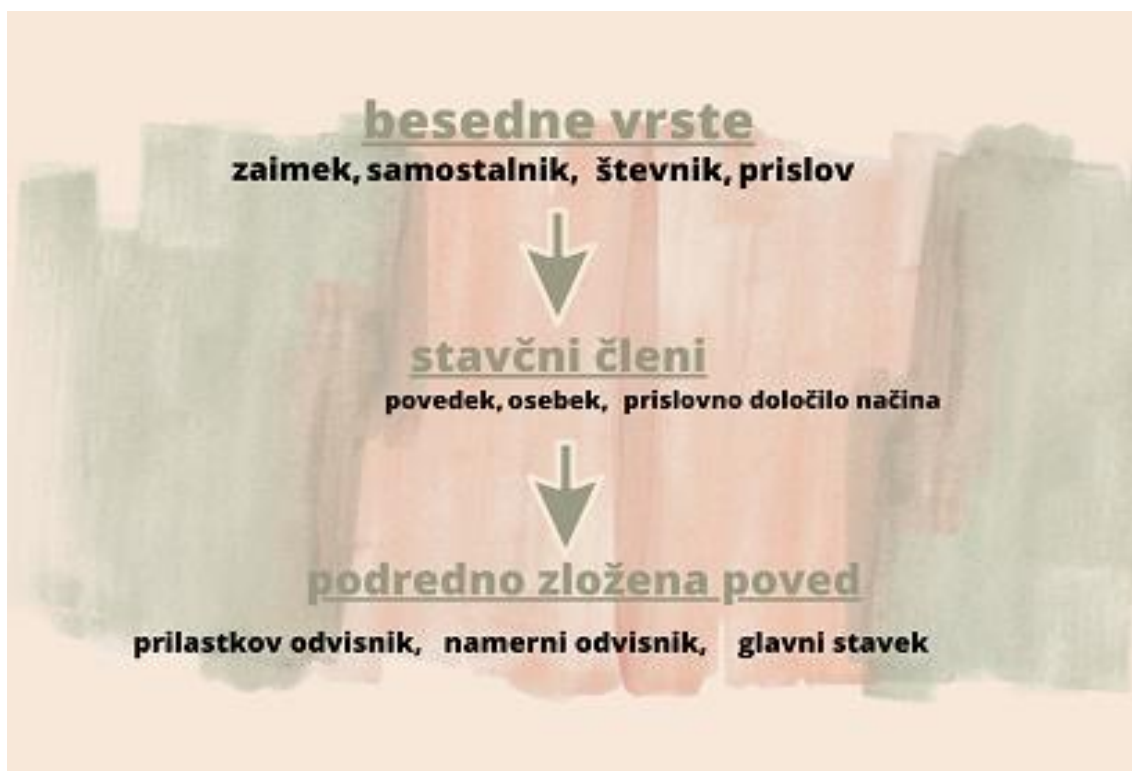 besedne vrste
zaimek, samostalnik, števnik, prislov
stavčni členi
povedek, osebek, prislovno določilo načina
podredno zložena poved
prilastkov odvisnik, namerni odvisnik, glavni stavek